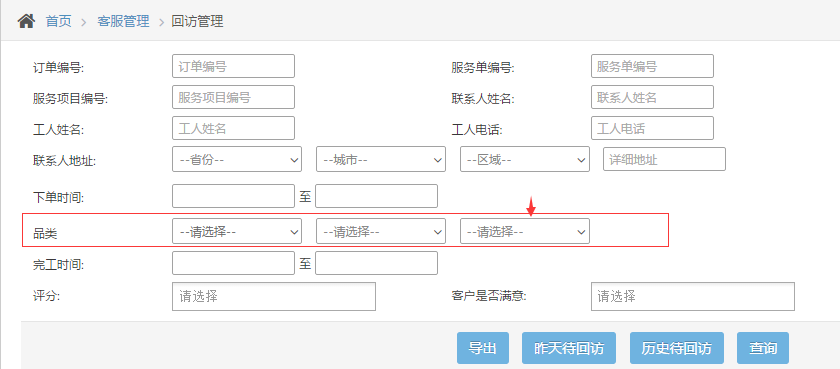 首页 > 客服管理 > 回访管理
订单编号: 订单编号 服务单编号: 服务单编号
服务项目编号: 服务项目编号 联系人姓名: 联系人姓名
工人姓名: 工人姓名 工人电话: 工人电话
联系人地址: --省份-- --城市-- --区域-- 详细地址
下单时间: 至
品类 --请选择-- --请选择-- --请选择--
完工时间: 至
评分: 请选择 客户是否满意: 请选择
导出 昨天待回访 历史待回访 查询